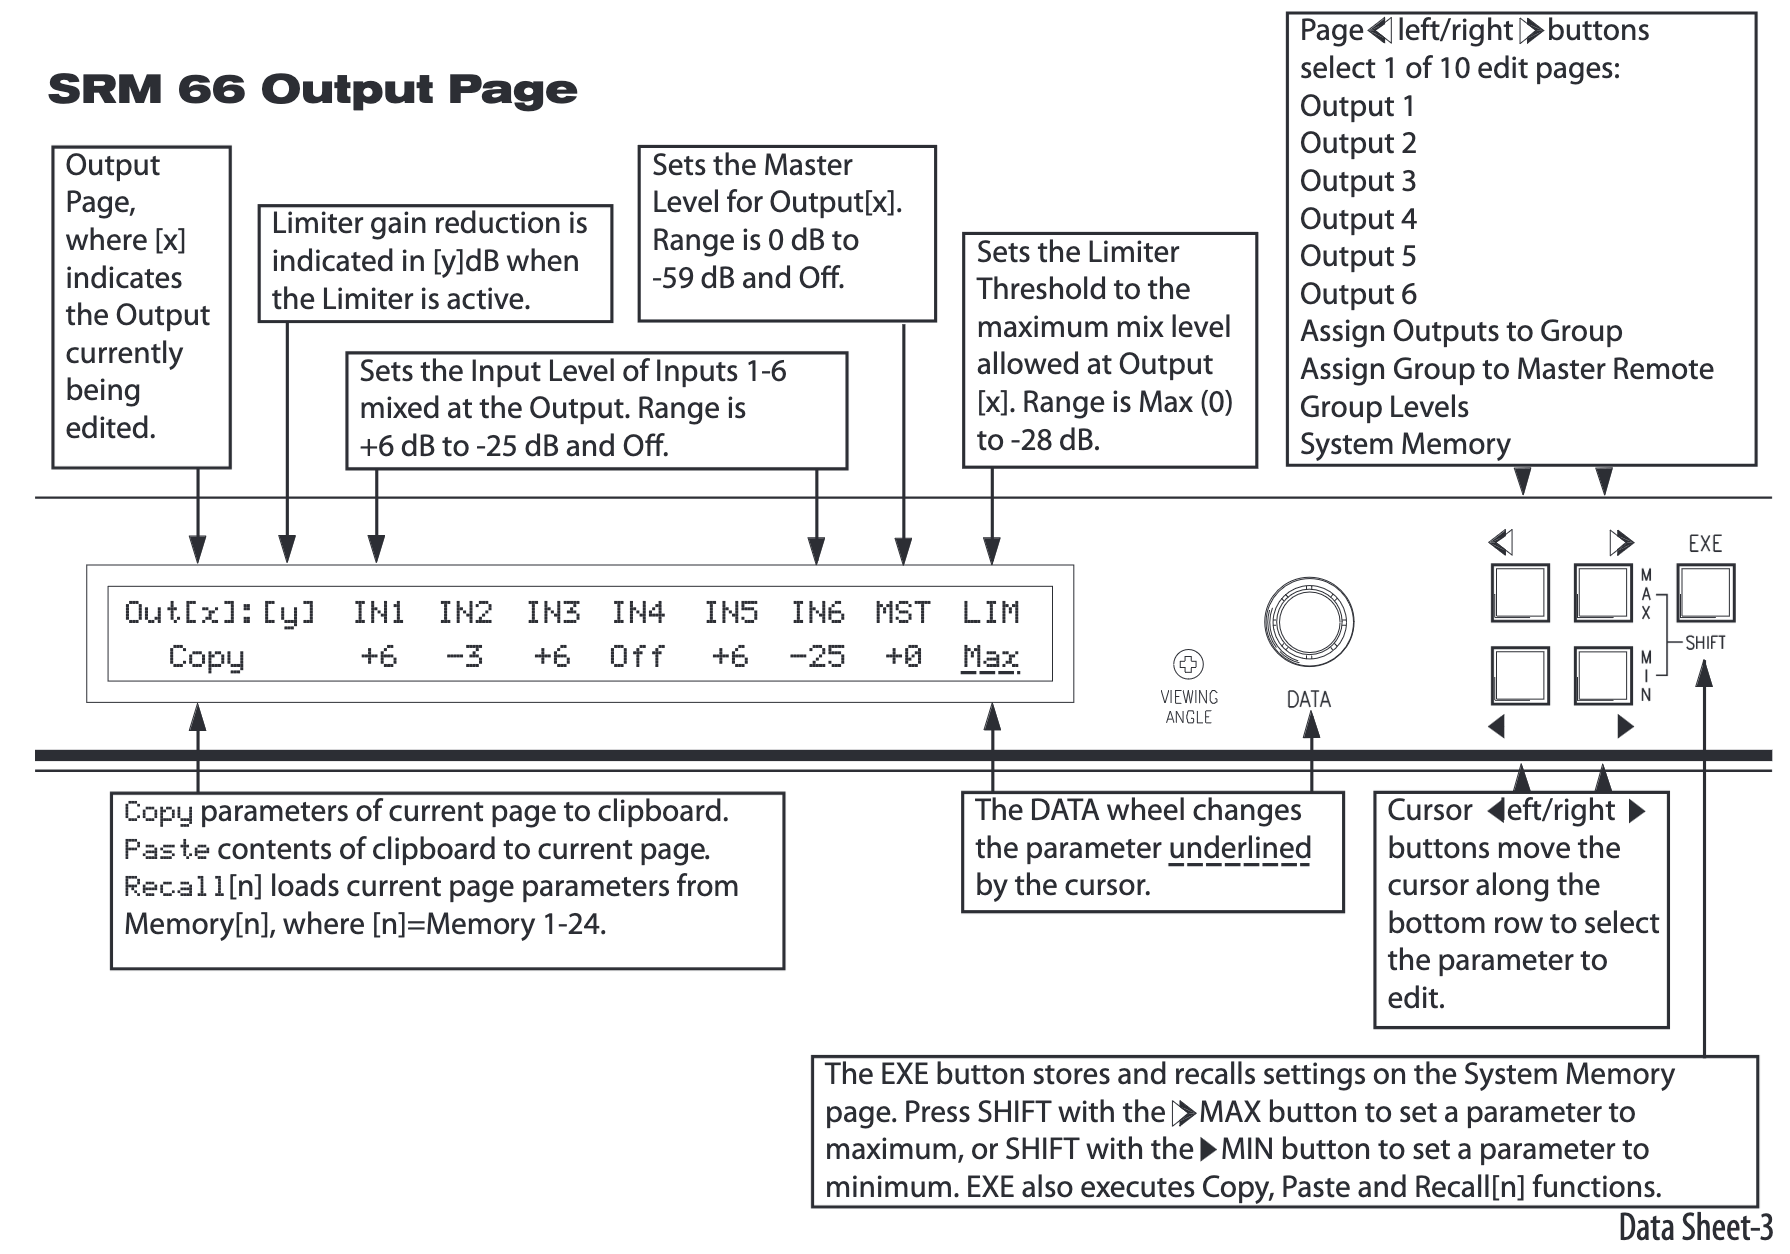 SRM 66 Output Page
Output
Page,
where [x]
indicates
the Output
currently
being
edited.
Limiter gain reduction is
indicated in [y]dB when
the Limiter is active.
Sets the Input Level of Inputs 1-6
mixed at the Output. Range is
+6 dB to -25 dB and Off.
Sets the Master
Level for Output[x].
Range is 0 dB to
-59 dB and Off.
Sets the Limiter
Threshold to the
maximum mix level
allowed at Output
[x]. Range is Max (0)
to -28 dB.
Page left/right buttons
select 1 of 10 edit pages:
Output 1
Output 2
Output 3
Output 4
Output 5
Output 6
Assign Outputs to Group
Assign Group to Master Remote
Group Levels
System Memory
Out[x]:[y] IN1 IN2 IN3 IN4 IN5 IN6 MST LIM
Copy +6 -3 +6 Off +6 -25 +0 Max
VIEWING
ANGLE
DATA
EXE
MAX
SHIFT
MIN
Copy parameters of current page to clipboard.
Paste contents of clipboard to current page.
Recall[n] loads current page parameters from
Memory[n], where [n]=Memory 1-24.
The DATA wheel changes
the parameter underlined
by the cursor.
Cursor ◀eft/right ▶
buttons move the
cursor along the
bottom row to select
the parameter to
edit.
The EXE button stores and recalls settings on the System Memory
page. Press SHIFT with the MAX button to set a parameter to
maximum, or SHIFT with the ▶MIN button to set a parameter to
minimum. EXE also executes Copy, Paste and Recall[n] functions.
Data Sheet-3